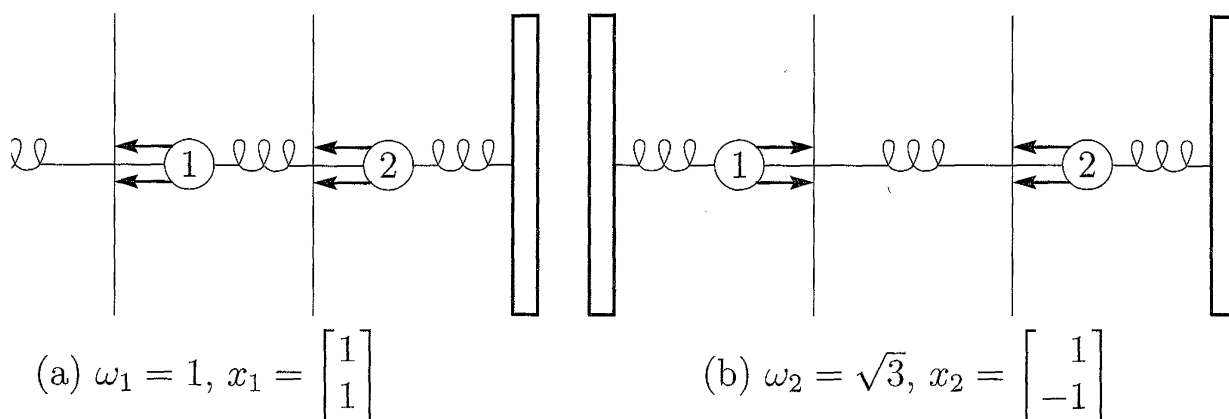 1 2 1 2
(a) ω₁ = 1, x₁ = [1 1] (b) ω₂ = √3, x₂ = [1 -1]